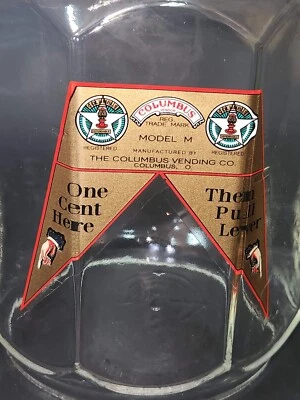 COLUMBUS
REG.
TRADE MARK
REGISTERED
REGISTERED
MODEL M
MANUFACTURED BY
THE COLUMBUS VENDING CO.
COLUMBUS, O.
One
Cent
Here
Then
Pull
Lever